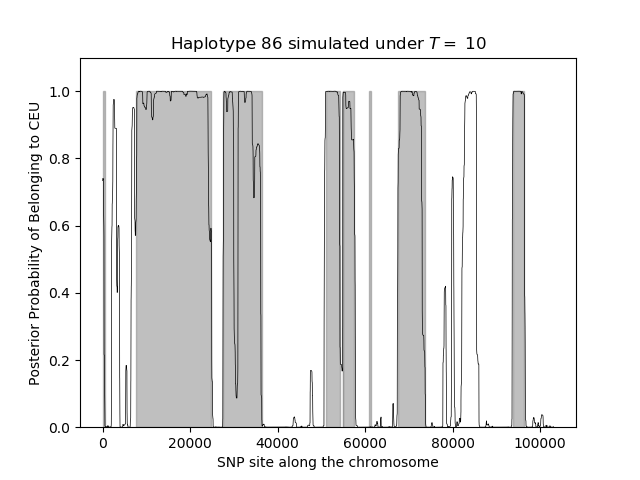 Haplotype 86 simulated under T = 10
Posterior Probability of Belonging to CEU
1.0
0.8
0.6
0.4
0.2
0.0
0 20000 40000 60000 80000 100000
SNP site along the chromosome